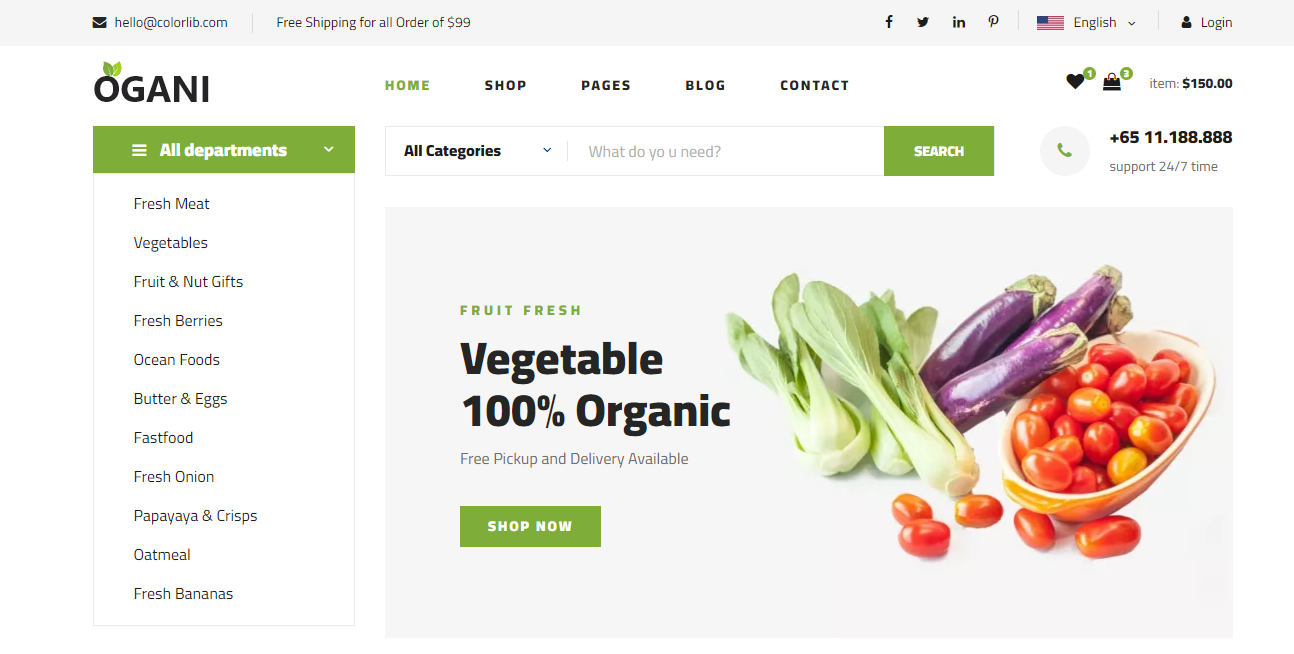 hello@colorlib.com
Free Shipping for all Order of $99
English
Login
OGANI
HOME
SHOP
PAGES
BLOG
CONTACT
1
3
item: $150.00
All departments
All Categories
What do yo u need?
SEARCH
+65 11.188.888
support 24/7 time
Fresh Meat
Vegetables
Fruit & Nut Gifts
Fresh Berries
Ocean Foods
Butter & Eggs
Fastfood
Fresh Onion
Papayaya & Crisps
Oatmeal
Fresh Bananas
FRUIT FRESH
Vegetable
100% Organic
Free Pickup and Delivery Available
SHOP NOW